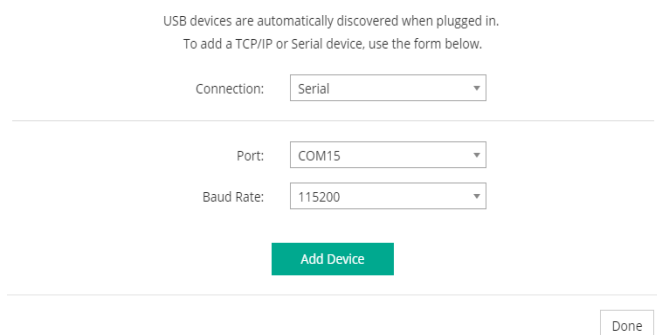 USB devices are automatically discovered when plugged in.
To add a TCP/IP or Serial device, use the form below.
Connection: Serial
Port: COM15
Baud Rate: 115200
Add Device
Done